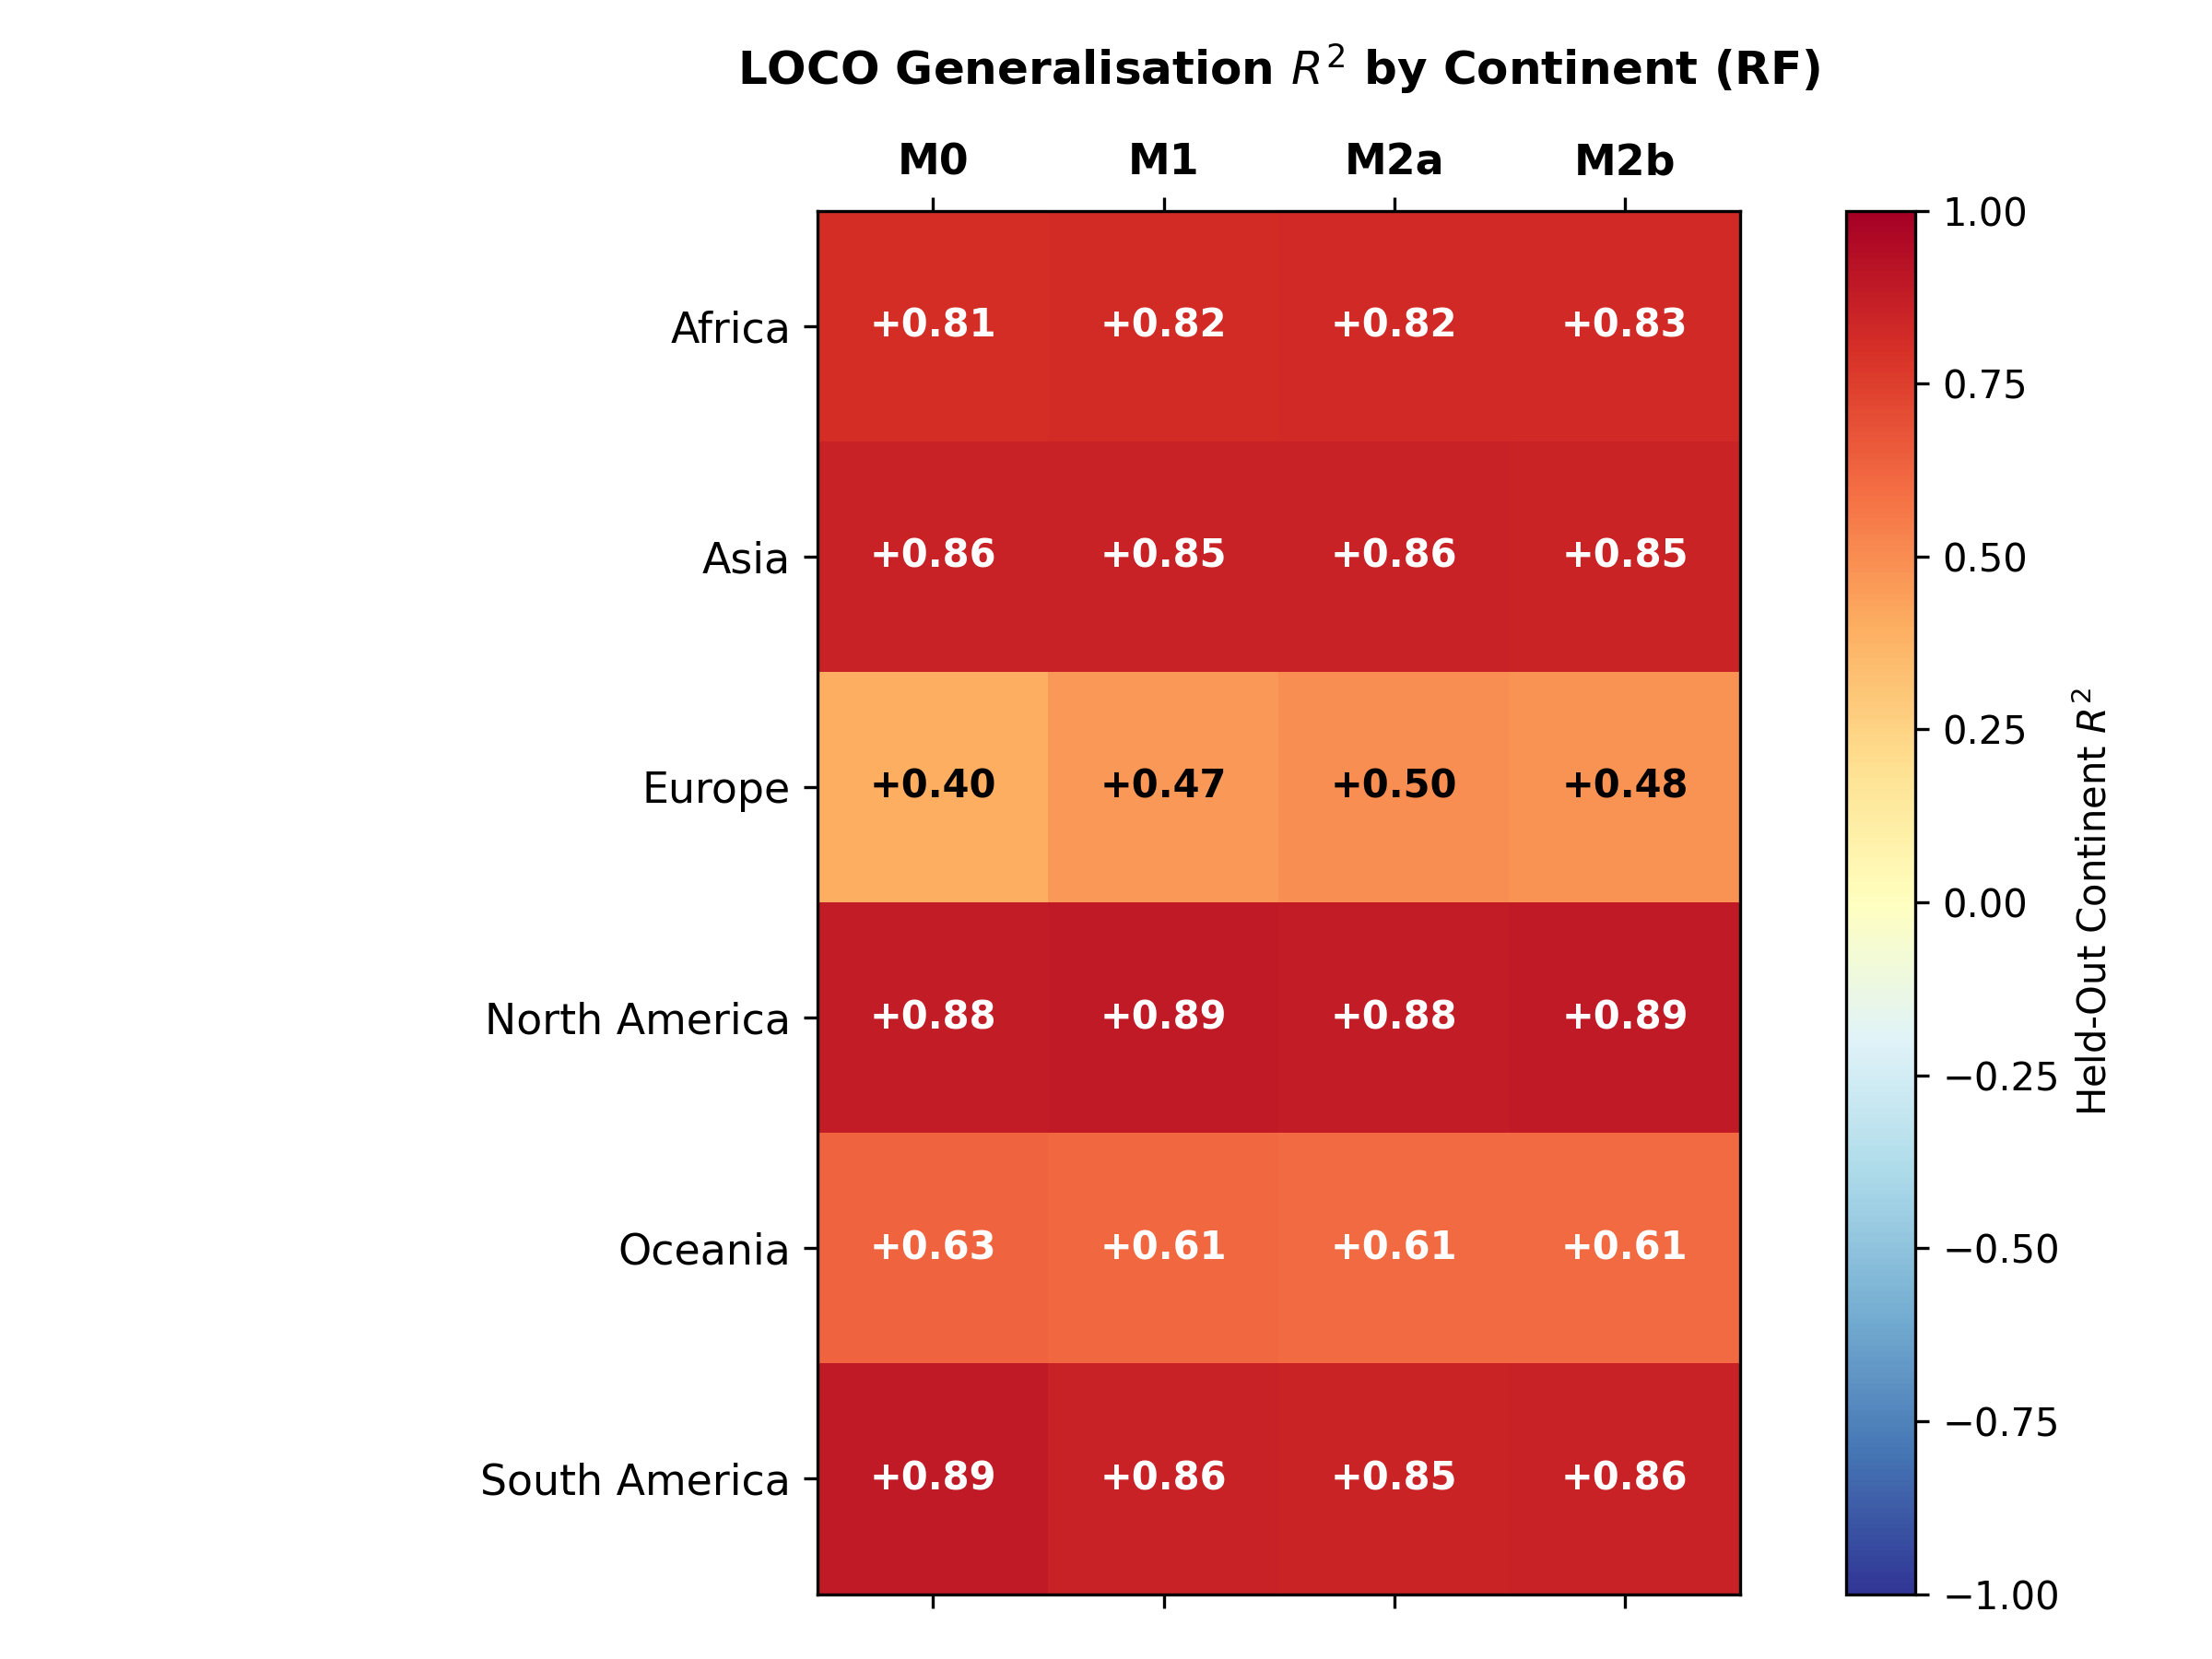 LOCO Generalisation R² by Continent (RF)
M0 M1 M2a M2b
Africa +0.81 +0.82 +0.82 +0.83
Asia +0.86 +0.85 +0.86 +0.85
Europe +0.40 +0.47 +0.50 +0.48
North America +0.88 +0.89 +0.88 +0.89
Oceania +0.63 +0.61 +0.61 +0.61
South America +0.89 +0.86 +0.85 +0.86
1.00
0.75
0.50
0.25
0.00
−0.25
−0.50
−0.75
−1.00
Held-Out Continent R²